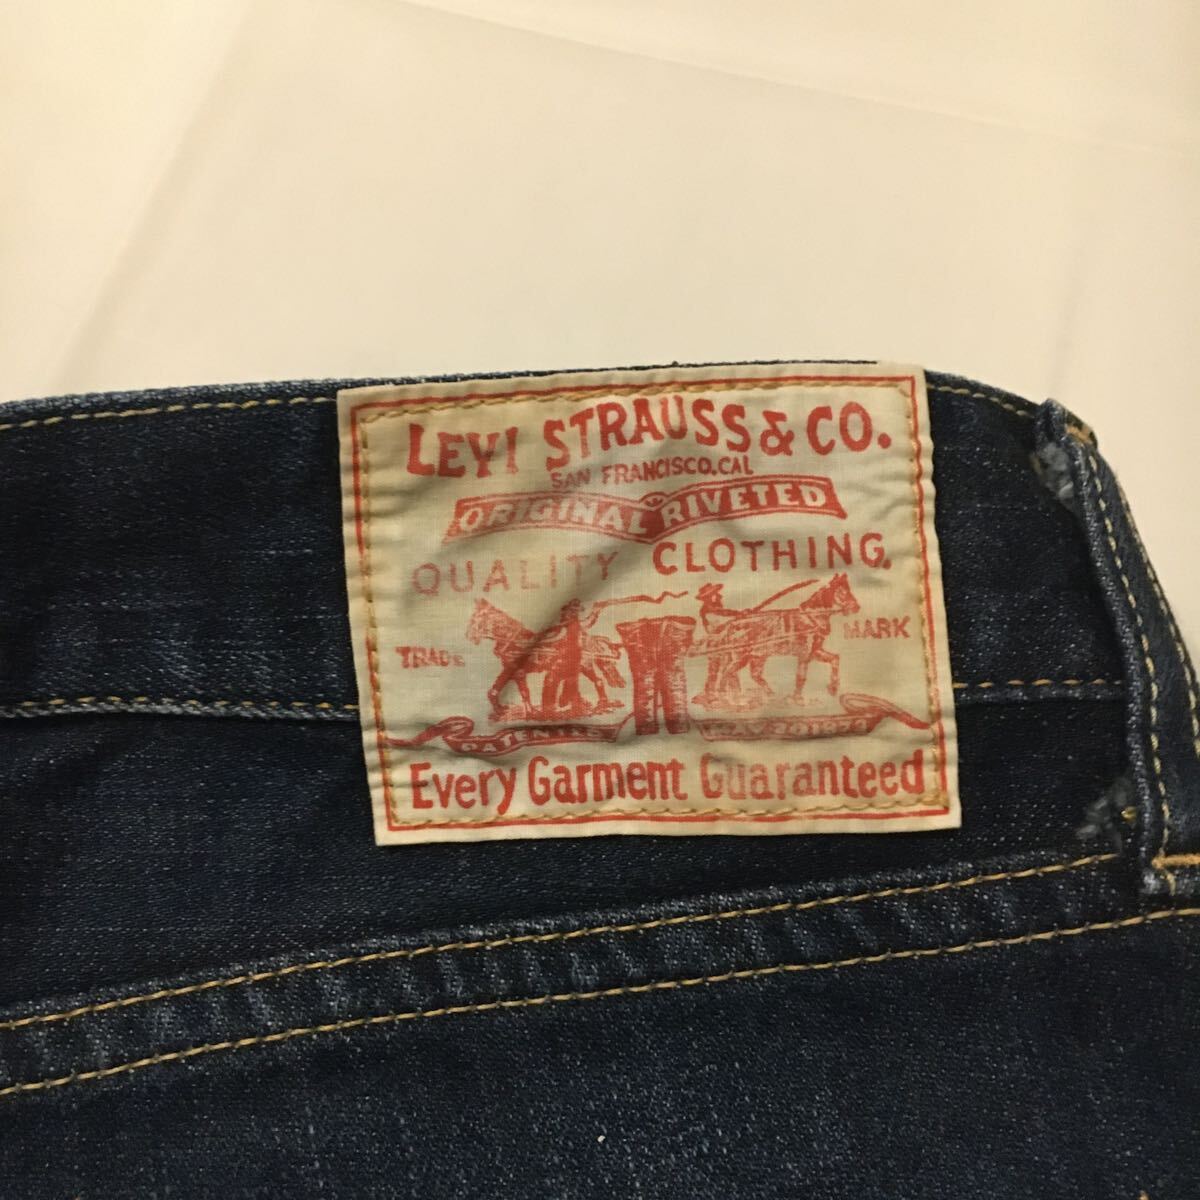 LEVI STRAUSS & CO.
SAN FRANCISCO,CAL
ORIGINAL RIVETED
QUALITY CLOTHING.
TRADE MARK
PATENTED MAY 20 1873
Every Garment Guaranteed